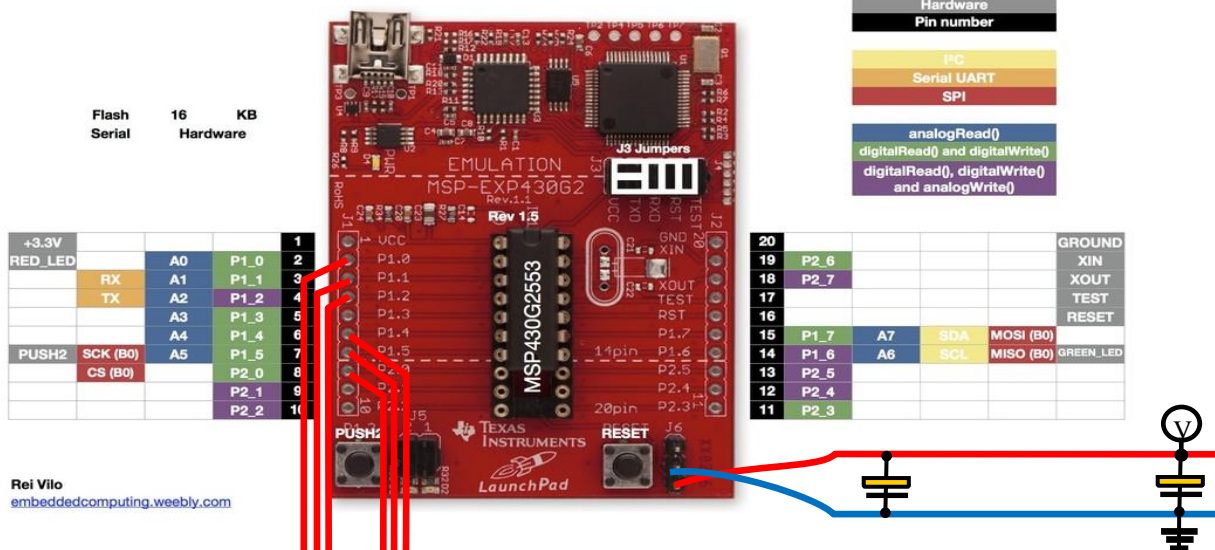 Hardware
Pin number
I²C
Serial UART
SPI
analogRead()
digitalRead() and digitalWrite()
digitalRead(), digitalWrite()
and analogWrite()
Flash 16 KB
Serial Hardware
EMULATION
J3 Jumpers
MSP-EXP430G2
Rev.1.1
Rev 1.5
RoHS
J1
J2
J3
J4
VCC
TXD
RXD
RST
TEST
+3.3V 1 VCC GND 20 GROUND
RED_LED A0 P1_0 2 P1.0 XIN 19 P2_6 XIN
RX A1 P1_1 3 P1.1 XOUT 18 P2_7 XOUT
TX A2 P1_2 4 P1.2 TEST 17 TEST
A3 P1_3 5 P1.3 RST 16 RESET
A4 P1_4 6 P1.4 P1.7 15 P1_7 A7 SDA MOSI (B0)
PUSH2 SCK (B0) A5 P1_5 7 P1.5 14pin P1.6 14 P1_6 A6 SCL MISO (B0) GREEN_LED
CS (B0) P2_0 8 P2.5 13 P2_5
P2_1 9 P2.4 12 P2_4
P2_2 10 20pin P2.3 11 P2_3
MSP430G2553
PUSH2
J5
TEXAS
INSTRUMENTS
RESET
J6
LaunchPad
V
Rei Vilo
embeddedcomputing.weebly.com